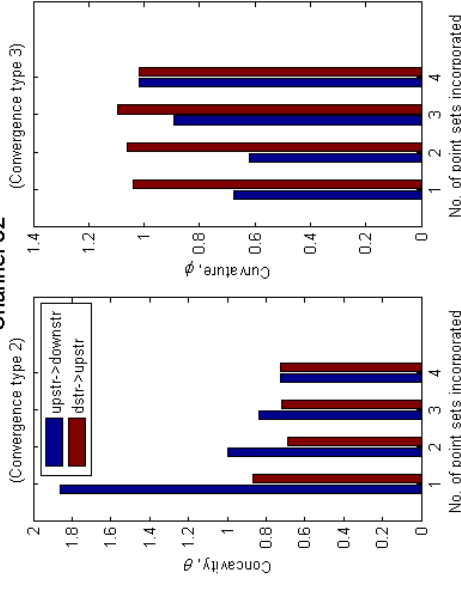 (Convergence type 2)
2
1.8
1.6
1.4
1.2
1
0.8
0.6
0.4
0.2
0
Concavity, θ
upstr->downstr
dstr->upstr
1 2 3 4
No. of point sets incorporated
(Convergence type 3)
1.4
1.2
1
0.8
0.6
0.4
0.2
0
Curvature, φ
1 2 3 4
No. of point sets incorporated